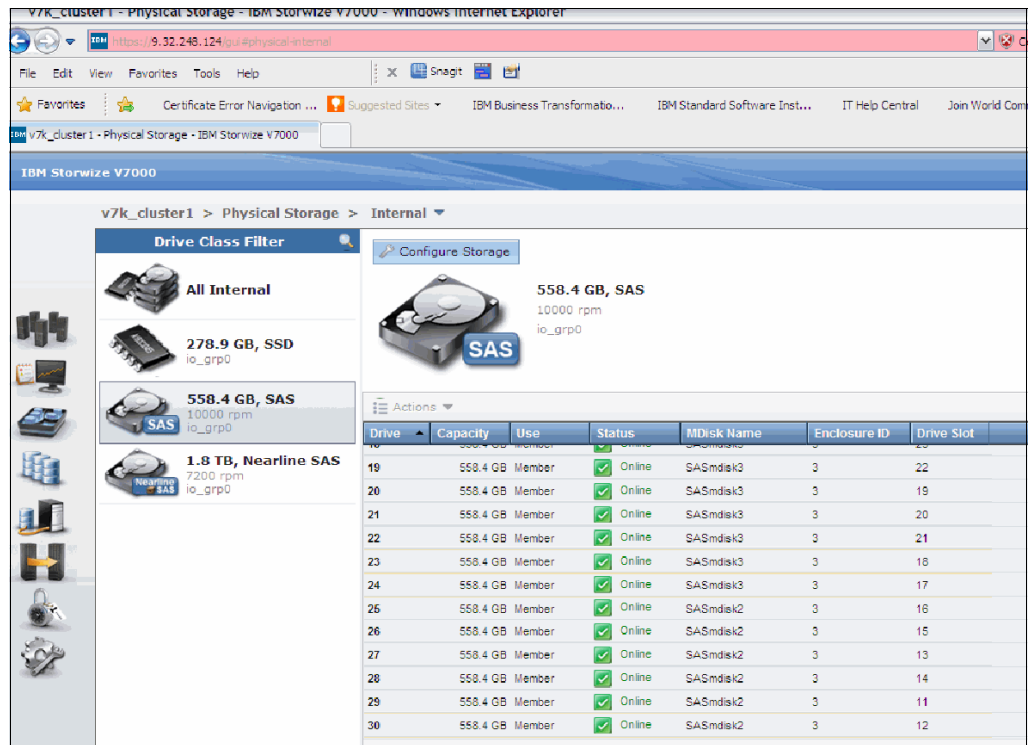 v7k_cluster1 - Physical Storage - IBM Storwize V7000 - Windows Internet Explorer
IBM https://9.32.248.124/gui#physical-internal
File Edit View Favorites Tools Help x Snagit
Favorites Certificate Error Navigation ... Suggested Sites IBM Business Transformatio... IBM Standard Software Inst... IT Help Central Join World Com
IBM v7k_cluster1 - Physical Storage - IBM Storwize V7000
IBM Storwize V7000
v7k_cluster1 > Physical Storage > Internal
Drive Class Filter
All Internal
278.9 GB, SSD
io_grp0
SAS
558.4 GB, SAS
10000 rpm
io_grp0
Nearline SAS
1.8 TB, Nearline SAS
7200 rpm
io_grp0
Configure Storage
SAS
558.4 GB, SAS
10000 rpm
io_grp0
Actions
Drive Capacity Use Status MDisk Name Enclosure ID Drive Slot
19 558.4 GB Member Online SASmdisk3 3 22
20 558.4 GB Member Online SASmdisk3 3 19
21 558.4 GB Member Online SASmdisk3 3 20
22 558.4 GB Member Online SASmdisk3 3 21
23 558.4 GB Member Online SASmdisk3 3 18
24 558.4 GB Member Online SASmdisk3 3 17
25 558.4 GB Member Online SASmdisk2 3 16
26 558.4 GB Member Online SASmdisk2 3 15
27 558.4 GB Member Online SASmdisk2 3 13
28 558.4 GB Member Online SASmdisk2 3 14
29 558.4 GB Member Online SASmdisk2 3 11
30 558.4 GB Member Online SASmdisk2 3 12